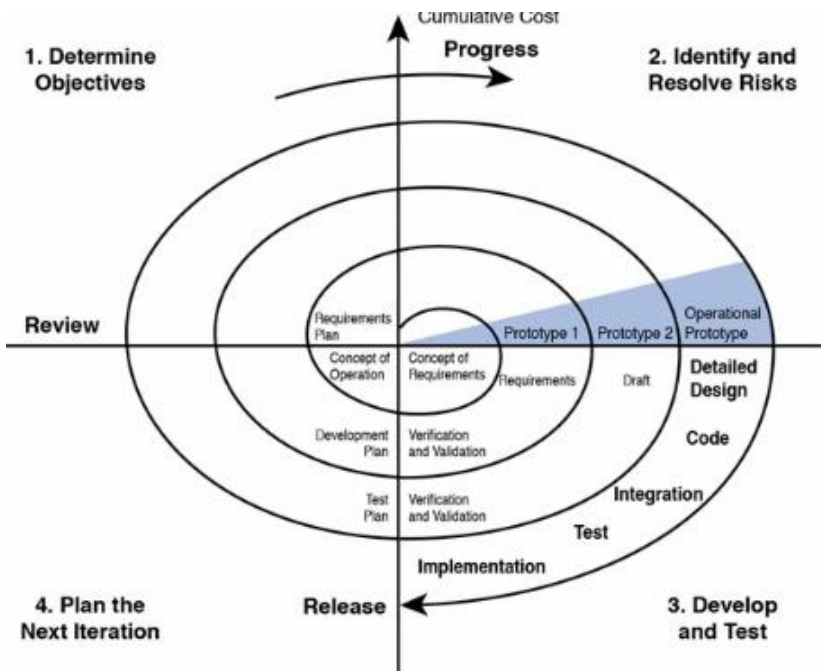 Cumulative Cost
Progress
1. Determine
Objectives
2. Identify and
Resolve Risks
Review
Requirements
Plan
Prototype 1
Prototype 2
Operational
Prototype
Concept of
Operation
Concept of
Requirements
Requirements
Draft
Detailed
Design
Development
Plan
Verification
and Validation
Code
Test
Plan
Verification
and Validation
Integration
Test
Implementation
4. Plan the
Next Iteration
Release
3. Develop
and Test